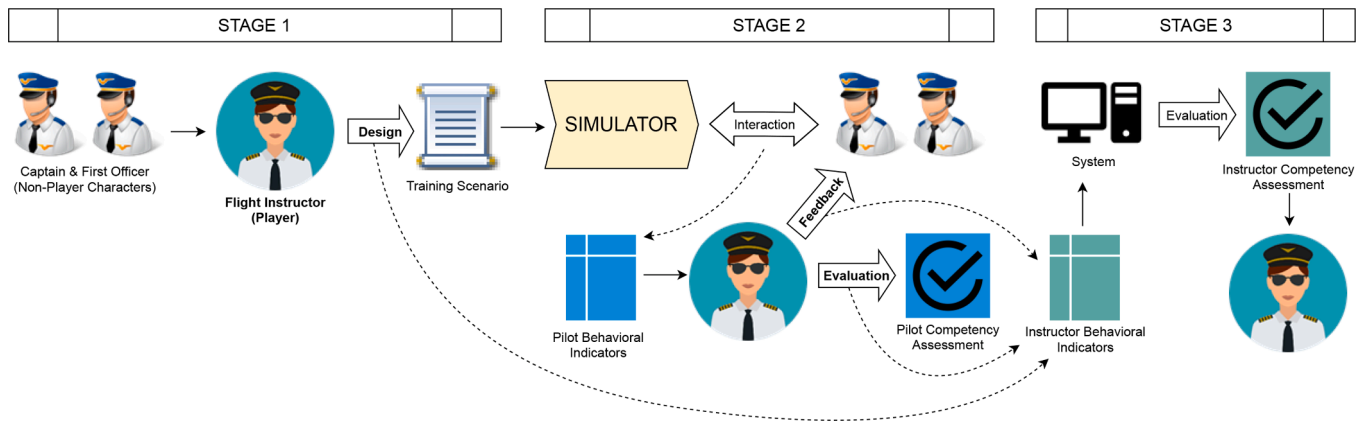 STAGE 1
STAGE 2
STAGE 3
Captain & First Officer
(Non-Player Characters)
Flight Instructor
(Player)
Design
Training Scenario
SIMULATOR
Interaction
Feedback
Pilot Behavioral
Indicators
Evaluation
Pilot Competency
Assessment
Instructor Behavioral
Indicators
System
Evaluation
Instructor Competency
Assessment